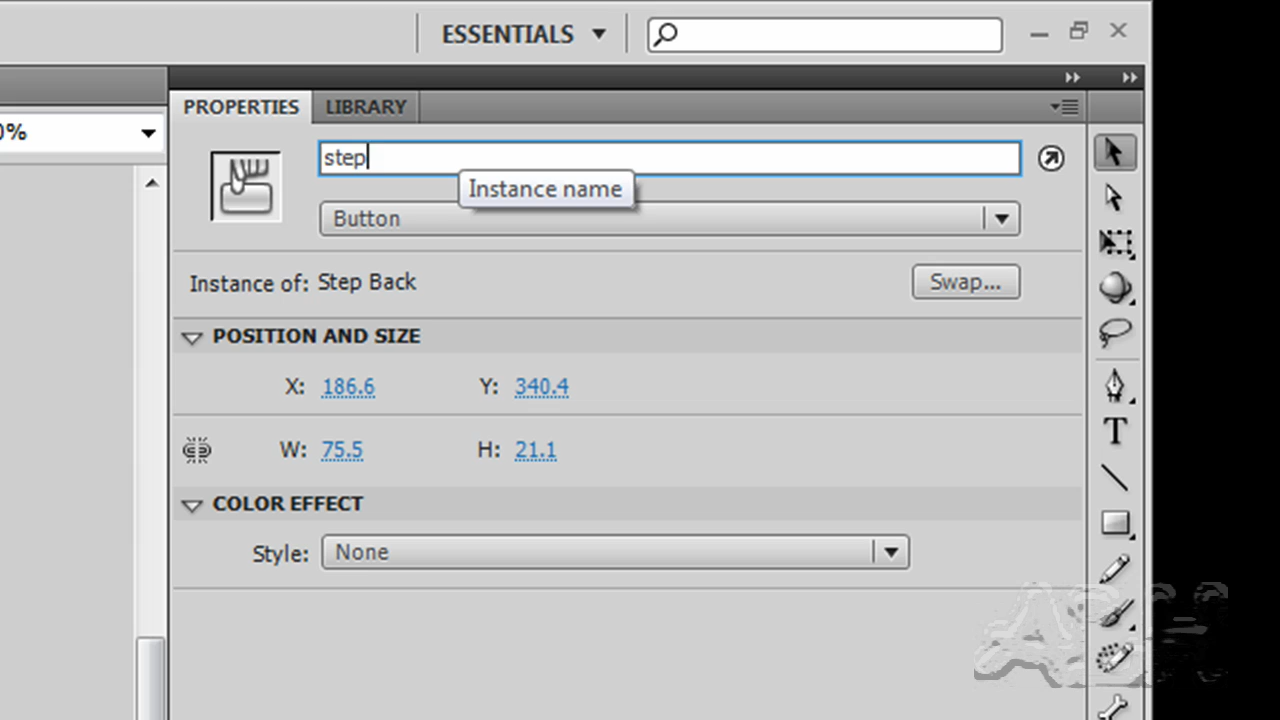 ESSENTIALS
PROPERTIES LIBRARY
0%
step
Instance name
Button
Instance of: Step Back Swap...
POSITION AND SIZE
X: 186.6 Y: 340.4
W: 75.5 H: 21.1
COLOR EFFECT
Style: None
T